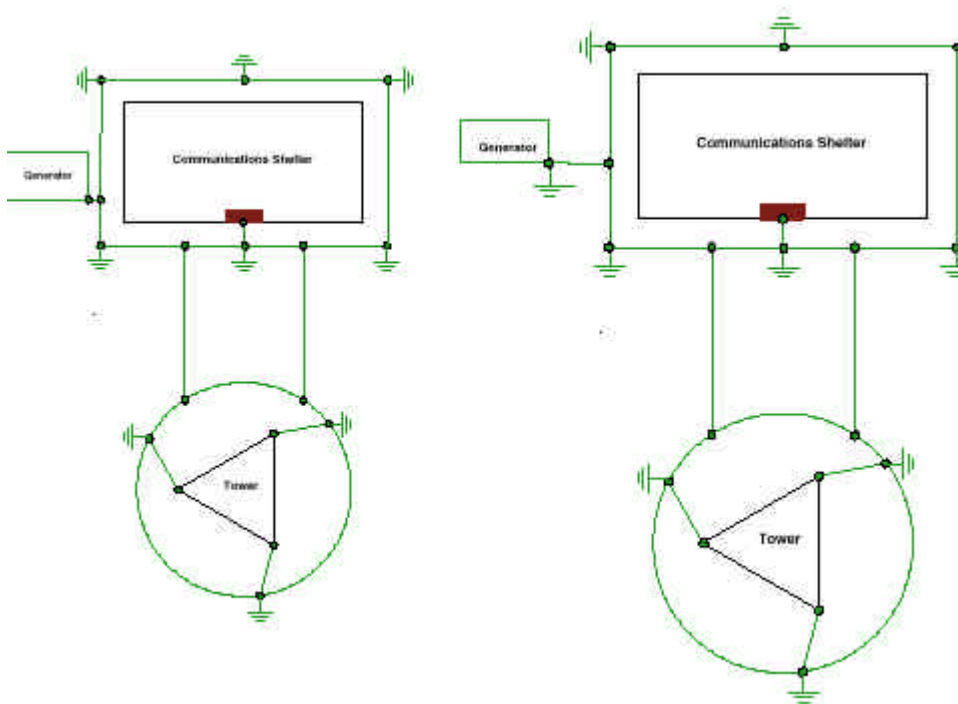 Communications Shelter
Generator
Tower
Communications Shelter
Generator
Tower